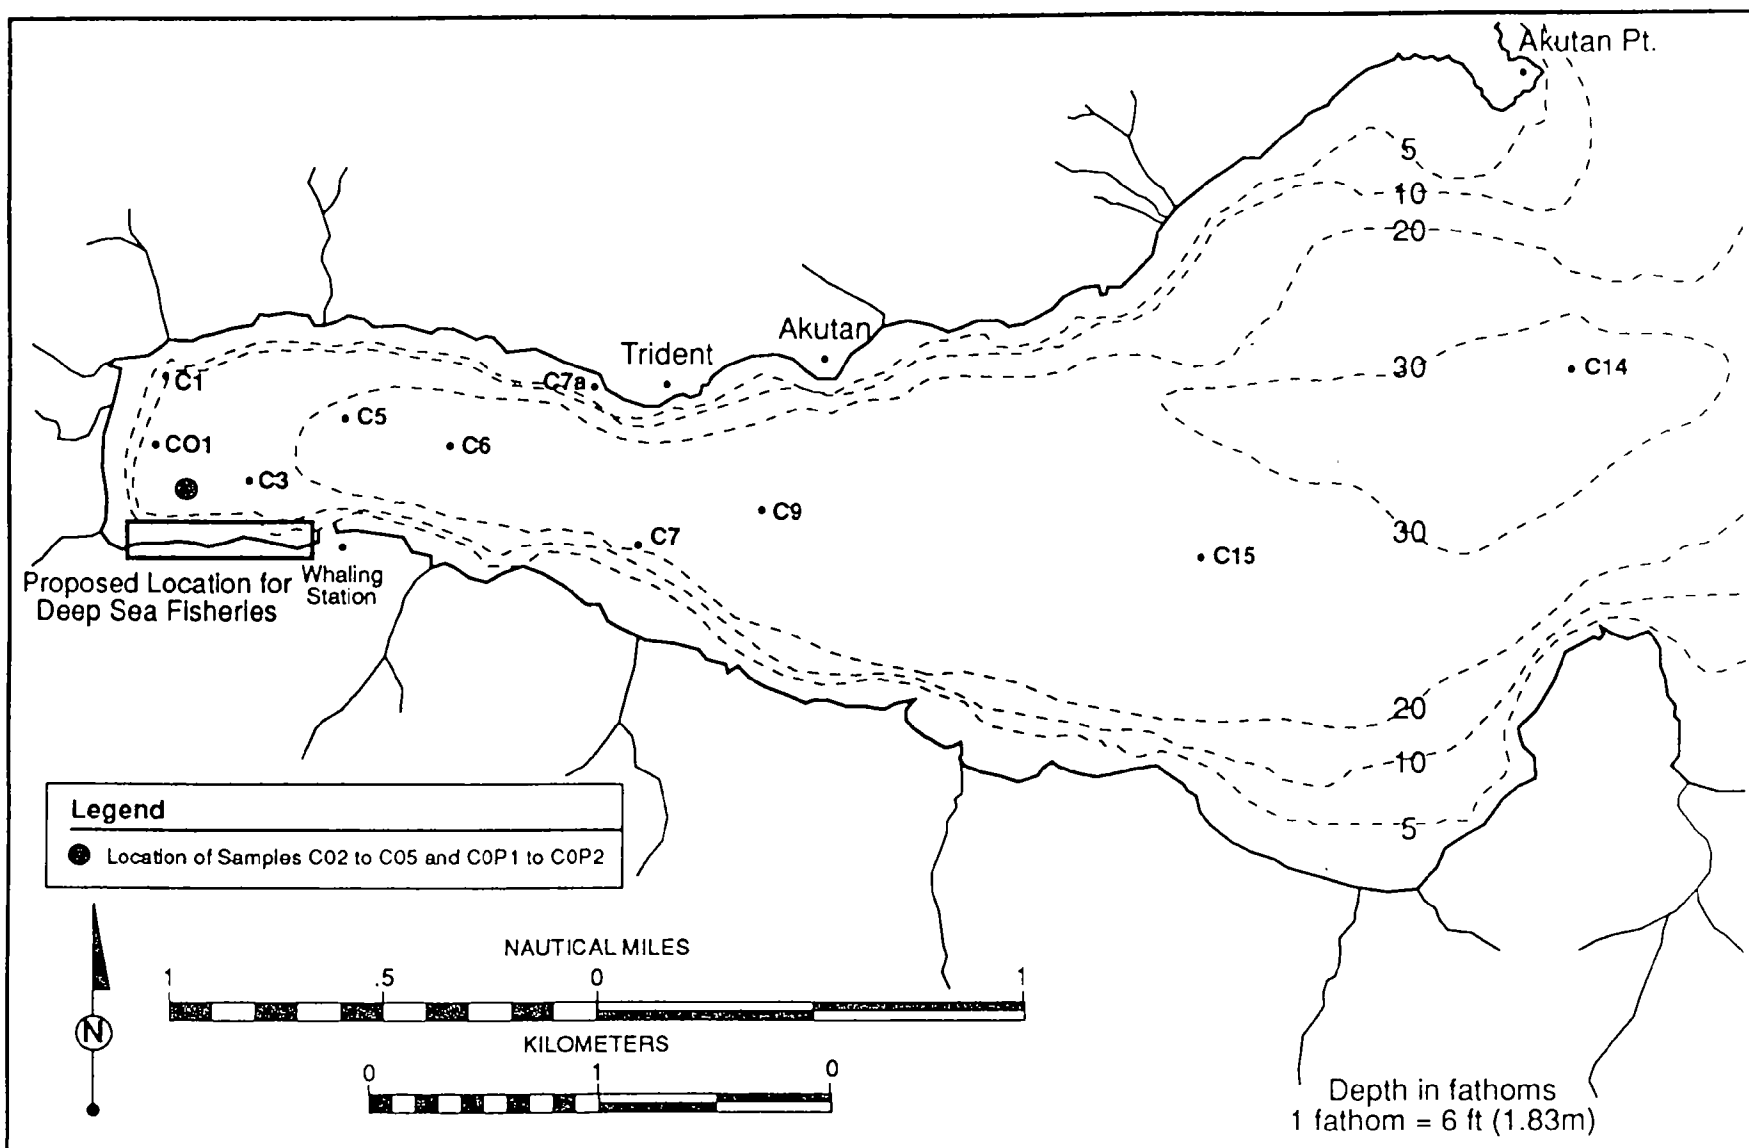 Akutan Pt.
5
10
20
Akutan
Trident
30
C14
C1
C7a
C5
CO1
C6
C3
C9
30
C7
C15
Proposed Location for
Deep Sea Fisheries
Whaling
Station
20
10
5
Legend
Location of Samples C02 to C05 and C0P1 to C0P2
NAUTICAL MILES
1 .5 0 1
N
KILOMETERS
0 1 0
Depth in fathoms
1 fathom = 6 ft (1.83m)